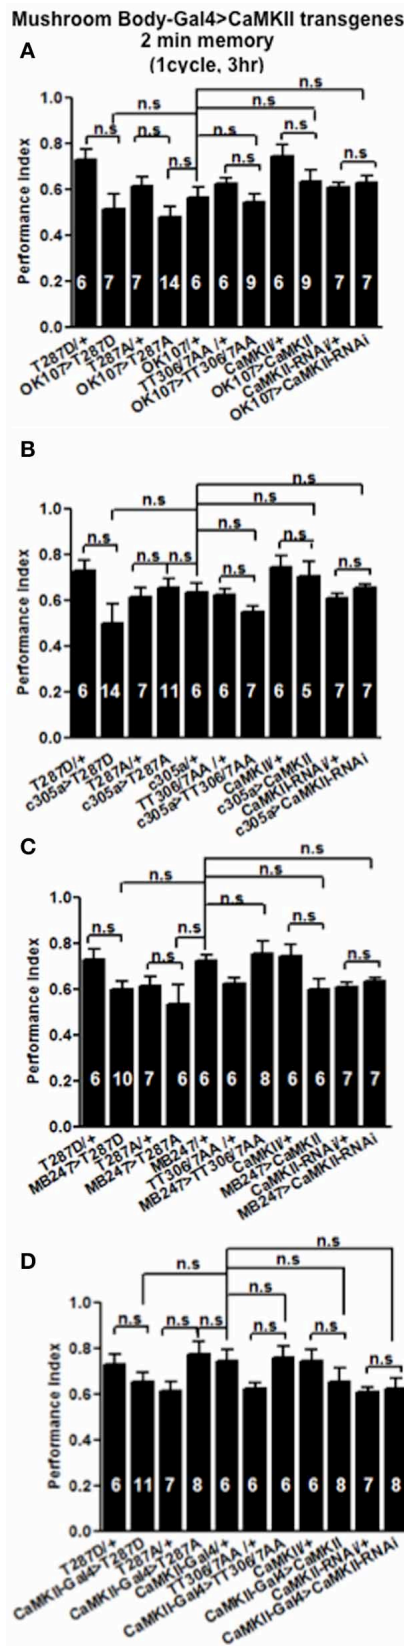 Mushroom Body-Gal4>CaMKII transgenes
2 min memory
(1cycle, 3hr)
A
n.s
n.s
n.s
n.s n.s n.s n.s
n.s n.s n.s
Performance Index
1.0
0.8
0.6
0.4
0.2
0.0
6 7 7 14 6 6 9 6 9 7 7
T287D/+
OK107>T287D
T287A/+
OK107>T287A
OK107/+
TT306/7AA /+
OK107>TT306/7AA
CaMKII/+
OK107>CaMKII
CaMKII-RNAi/+
OK107>CaMKII-RNAi
B
n.s
n.s n.s
n.s
n.s n.s
n.s n.s n.s n.s
Performance Index
1.0
0.8
0.6
0.4
0.2
0.0
6 14 7 11 6 6 7 6 5 7 7
T287D/+
c305a>T287D
T287A/+
c305a>T287A
c305a/+
TT306/7AA /+
c305a>TT306/7AA
CaMKII/+
c305a>CaMKII
CaMKII-RNAi/+
c305a>CaMKII-RNAi
C
n.s
n.s n.s
n.s
n.s n.s n.s
n.s n.s
Performance Index
1.0
0.8
0.6
0.4
0.2
0.0
6 10 7 6 6 6 8 6 6 7 7
T287D/+
MB247>T287D
T287A/+
MB247>T287A
MB247/+
TT306/7AA /+
MB247>TT306/7AA
CaMKII/+
MB247>CaMKII
CaMKII-RNAi/+
MB247>CaMKII-RNAi
D
n.s
n.s n.s
n.s
n.s n.s n.s n.s n.s
n.s
Performance Index
1.0
0.8
0.6
0.4
0.2
0.0
6 11 7 8 6 6 6 6 8 7 8
T287D/+
CaMKII-Gal4>T287D
T287A/+
CaMKII-Gal4>T287A
CaMKII-Gal4/+
TT306/7AA /+
CaMKII-Gal4>TT306/7AA
CaMKII/+
CaMKII-Gal4>CaMKII
CaMKII-RNAi/+
CaMKII-Gal4>CaMKII-RNAi